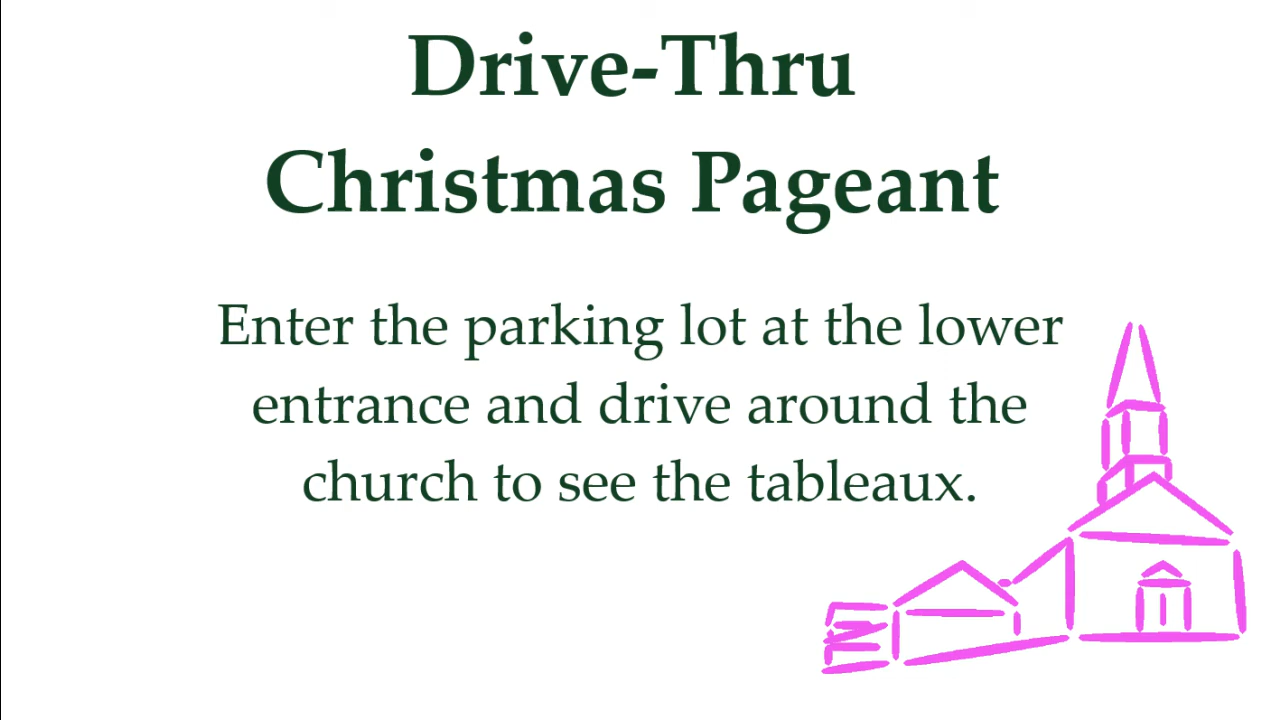 Drive-Thru
Christmas Pageant
Enter the parking lot at the lower
entrance and drive around the
church to see the tableaux.